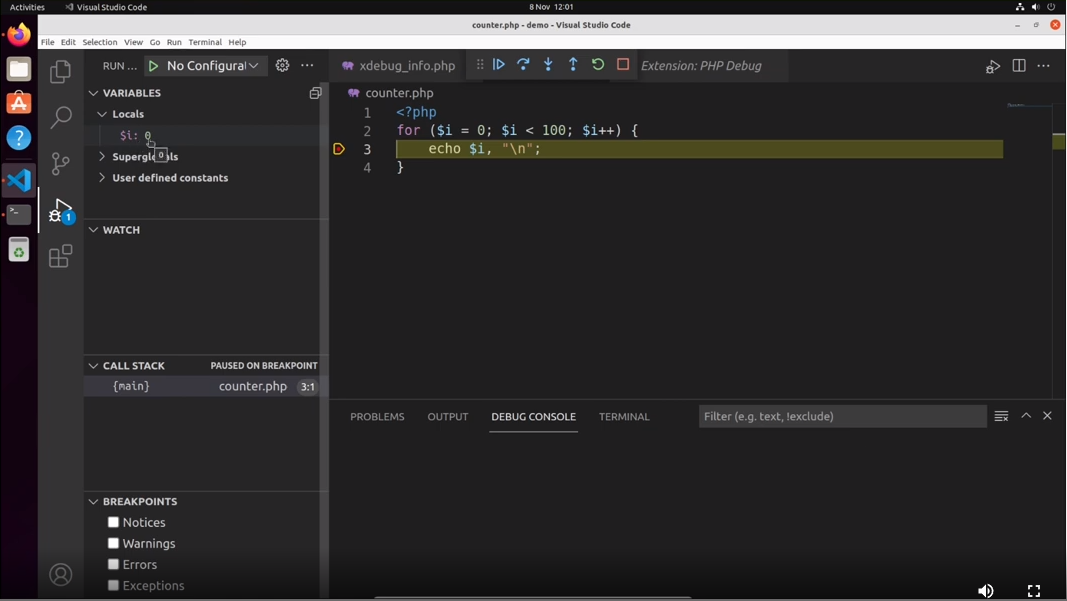 Activities
Visual Studio Code
8 Nov 12:01
counter.php - demo - Visual Studio Code
File Edit Selection View Go Run Terminal Help
RUN ...
No Configura
xdebug_info.php
Extension: PHP Debug
VARIABLES
Locals
$i: 0
0
Superglobals
User defined constants
counter.php
1 <?php
2 for ($i = 0; $i < 100; $i++) {
3 echo $i, "\n";
4 }
1
WATCH
CALL STACK
PAUSED ON BREAKPOINT
{main}
counter.php
3:1
PROBLEMS
OUTPUT
DEBUG CONSOLE
TERMINAL
Filter (e.g. text, !exclude)
BREAKPOINTS
Notices
Warnings
Errors
Exceptions